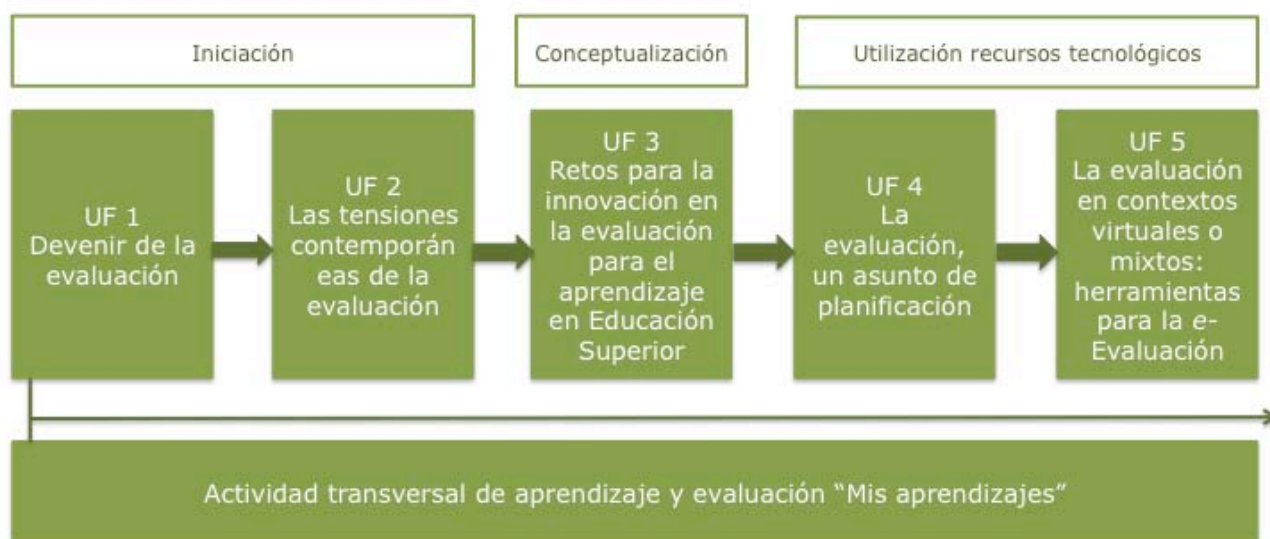 Iniciación
Conceptualización
Utilización recursos tecnológicos
UF 1
Devenir de la
evaluación
UF 2
Las tensiones
contemporán
eas de la
evaluación
UF 3
Retos para la
innovación en
la evaluación
para el
aprendizaje
en Educación
Superior
UF 4
La
evaluación,
un asunto de
planificación
UF 5
La evaluación
en contextos
virtuales o
mixtos:
herramientas
para la e-
Evaluación
Actividad transversal de aprendizaje y evaluación “Mis aprendizajes”